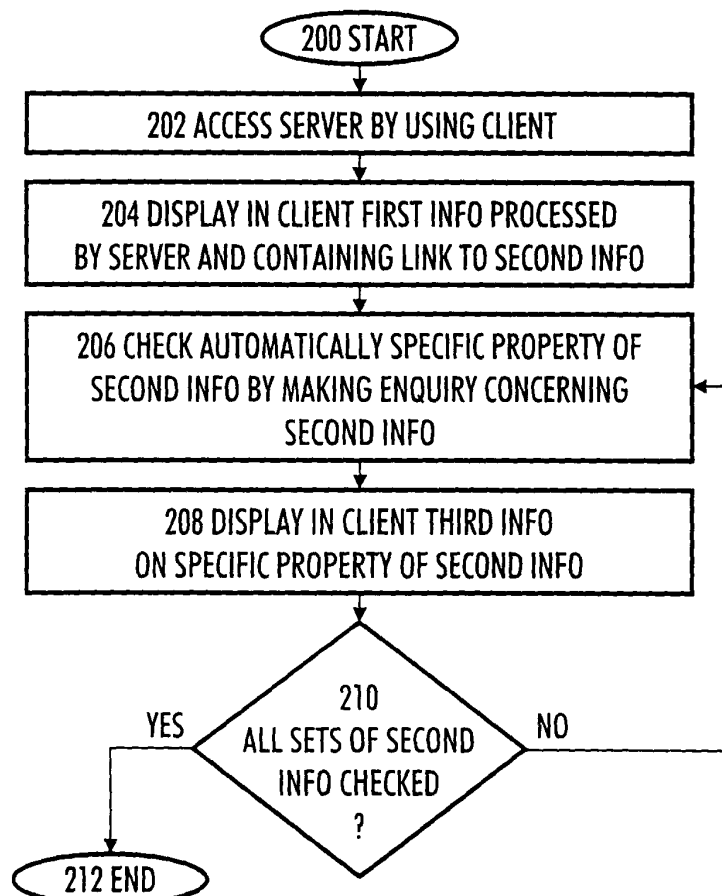 200 START
202 ACCESS SERVER BY USING CLIENT
204 DISPLAY IN CLIENT FIRST INFO PROCESSED
BY SERVER AND CONTAINING LINK TO SECOND INFO
206 CHECK AUTOMATICALLY SPECIFIC PROPERTY OF
SECOND INFO BY MAKING ENQUIRY CONCERNING
SECOND INFO
208 DISPLAY IN CLIENT THIRD INFO
ON SPECIFIC PROPERTY OF SECOND INFO
210
YES
NO
ALL SETS OF SECOND
INFO CHECKED
?
212 END